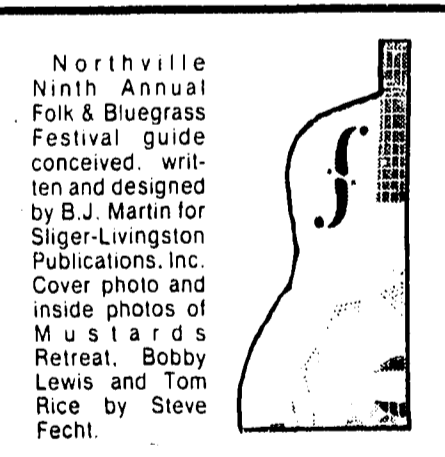 Northville
Ninth Annual
Folk & Bluegrass
Festival guide
conceived, writ-
ten and designed
by B.J. Martin for
Sliger-Livingston
Publications, Inc.
Cover photo and
inside photos of
Mustards
Retreat, Bobby
Lewis and Tom
Rice by Steve
Fecht.